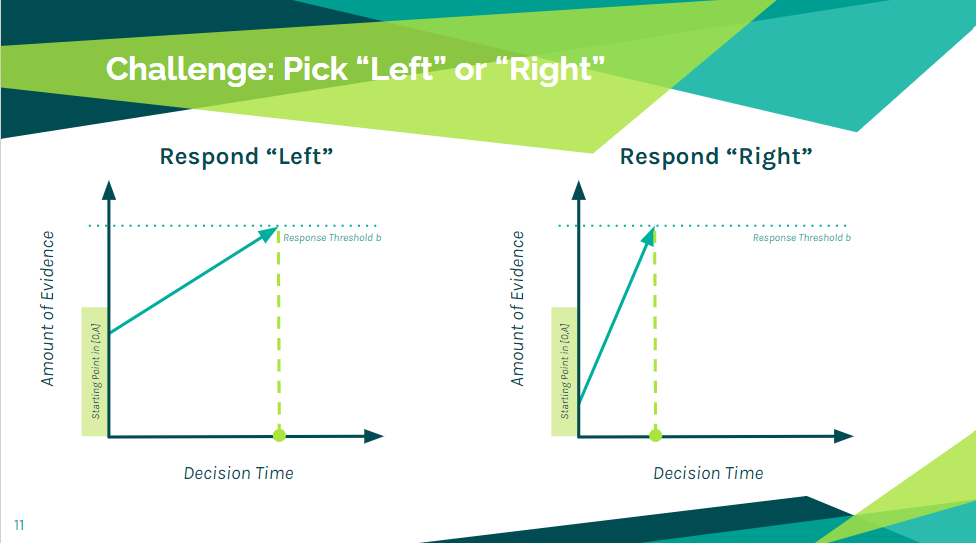 Challenge: Pick “Left” or “Right”
Respond “Left”
Amount of Evidence
Starting Point in [0,A]
Response Threshold b
Decision Time
Respond “Right”
Amount of Evidence
Starting Point in [0,A]
Response Threshold b
Decision Time
11